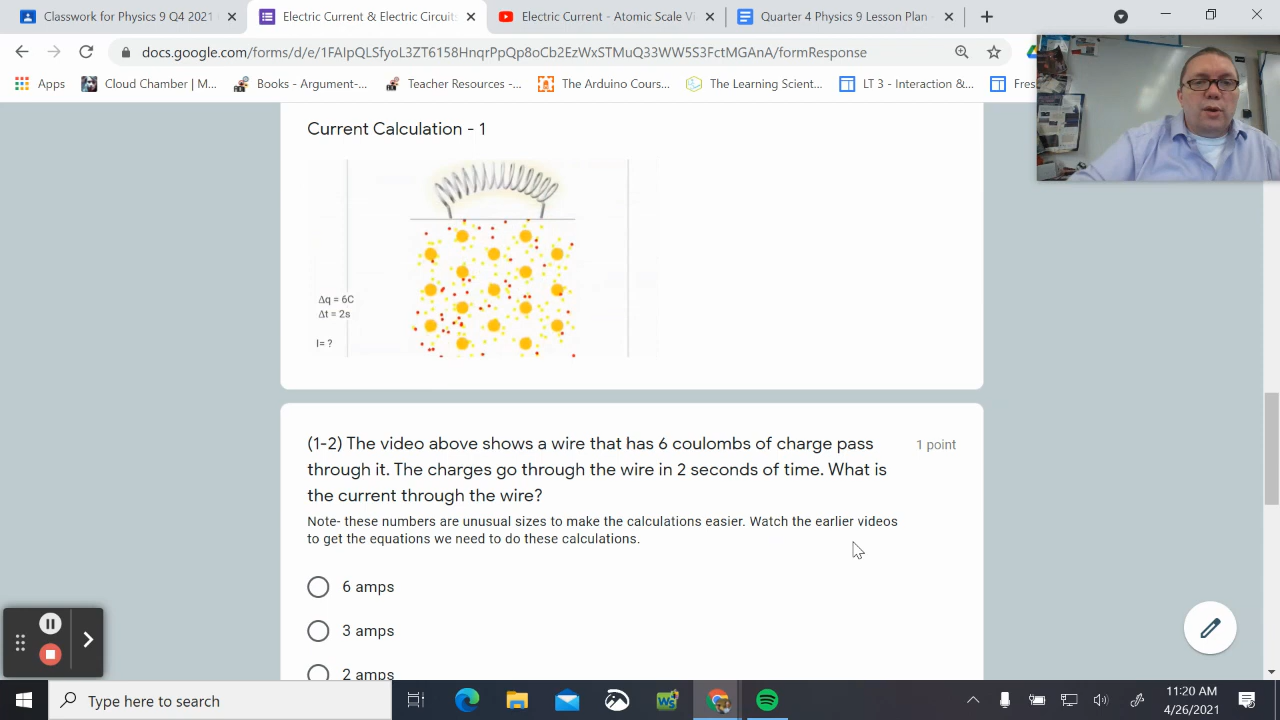 Classwork for Physics 9 Q4 2021
Electric Current & Electric Circuits
Electric Current - Atomic Scale V
Quarter 4 Physics 9 Lesson Plan -
docs.google.com/forms/d/e/
/formResponse
Apps
Cloud Chamber | M...
Books - Argument-...
Teacher Resources -...
The Arduino Cours...
The Learning Scient...
LT 3 - Interaction &...
Fres
Current Calculation - 1
Δq = 6C
Δt = 2s
I= ?
(1-2) The video above shows a wire that has 6 coulombs of charge pass
1 point
through it. The charges go through the wire in 2 seconds of time. What is
the current through the wire?
Note- these numbers are unusual sizes to make the calculations easier. Watch the earlier videos
to get the equations we need to do these calculations.
6 amps
3 amps
2 amps
Type here to search
11:20 AM
4/26/2021